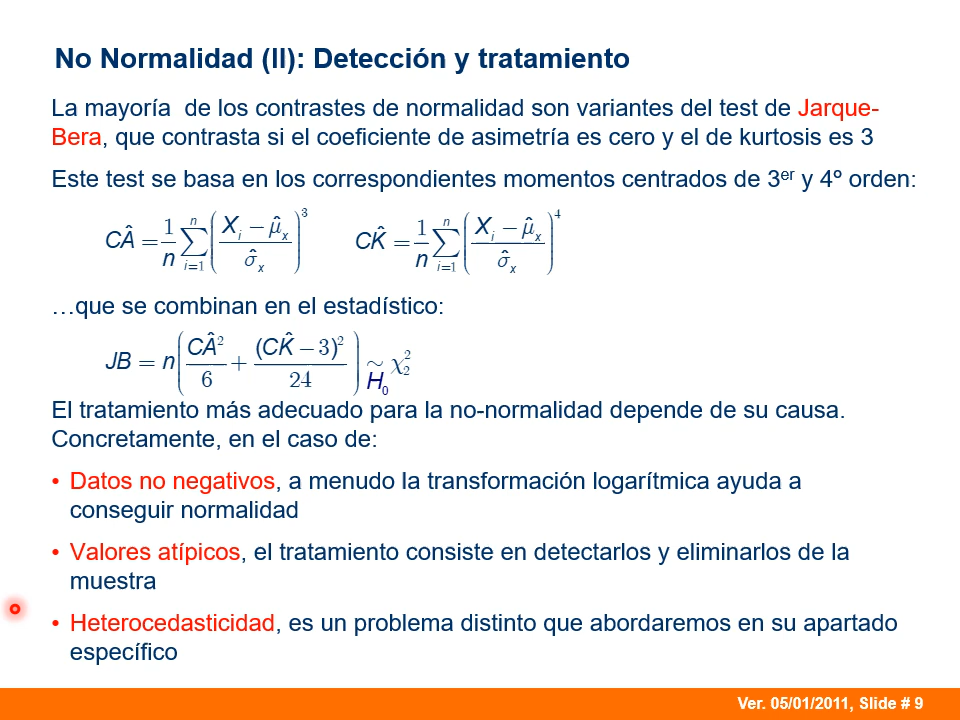 No Normalidad (II): Detección y tratamiento
La mayoría de los contrastes de normalidad son variantes del test de Jarque-
Bera, que contrasta si el coeficiente de asimetría es cero y el de kurtosis es 3
Este test se basa en los correspondientes momentos centrados de 3er y 4º orden:
CÂ = 1/n ∑_{i=1}^{n} ( (X_i − μ̂_x) / σ̂_x )^3    CK̂ = 1/n ∑_{i=1}^{n} ( (X_i − μ̂_x) / σ̂_x )^4
…que se combinan en el estadístico:
JB = n ( CÂ^2 / 6 + (CK̂ − 3)^2 / 24 ) ~_{H_0} χ_2^2
El tratamiento más adecuado para la no-normalidad depende de su causa.
Concretamente, en el caso de:
• Datos no negativos, a menudo la transformación logarítmica ayuda a
conseguir normalidad
• Valores atípicos, el tratamiento consiste en detectarlos y eliminarlos de la
muestra
• Heterocedasticidad, es un problema distinto que abordaremos en su apartado
específico
Ver. 05/01/2011, Slide # 9